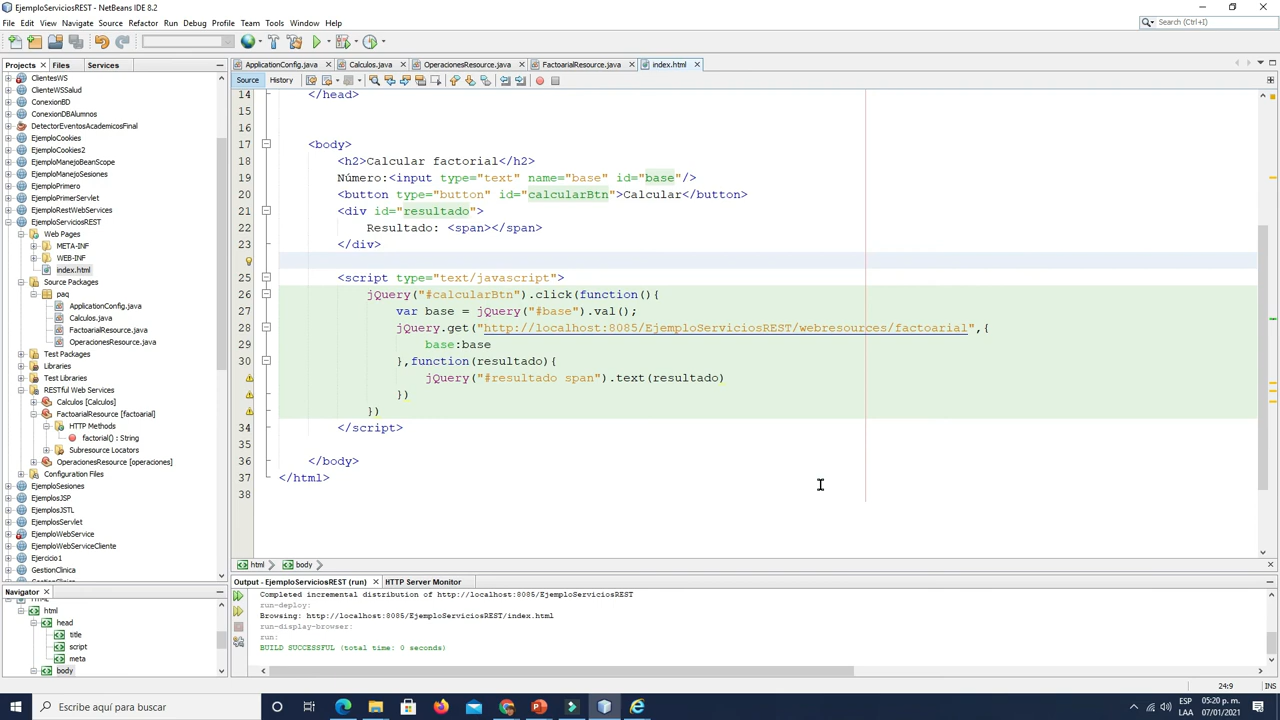 EjemploServiciosREST - NetBeans IDE 8.2
File Edit View Navigate Source Refactor Run Debug Profile Team Tools Window Help
Search (Ctrl+I)
Projects Files Services
ApplicationConfig.java Calculos.java OperacionesResource.java FactoarialResource.java index.html
Source History
ClientesWS
ClienteWSSalud
ConexionBD
ConexionDBAlumnos
DetectorEventosAcademicosFinal
EjemploCookies
EjemploCookies2
EjemploManejoBeanScope
EjemploManejoSesiones
EjemploPrimero
EjemploPrimerServlet
EjemploRestWebServices
EjemploServiciosREST
Web Pages
META-INF
WEB-INF
index.html
Source Packages
paq
ApplicationConfig.java
Calculos.java
FactoarialResource.java
OperacionesResource.java
Test Packages
Libraries
Test Libraries
RESTful Web Services
Calculos [Calculos]
FactoarialResource [factoarial]
HTTP Methods
factorial() : String
Subresource Locators
OperacionesResource [operaciones]
Configuration Files
EjemploSesiones
EjemplosJSP
EjemplosJSTL
EjemplosServlet
EjemploWebService
EjemploWebServiceCliente
Ejercicio1
GestionClinica
14 </head>
15
16
17 <body>
18 <h2>Calcular factorial</h2>
19 Número:<input type="text" name="base" id="base"/>
20 <button type="button" id="calcularBtn">Calcular</button>
21 <div id="resultado">
22 Resultado: <span></span>
23 </div>
25 <script type="text/javascript">
26 jQuery("#calcularBtn").click(function(){
27 var base = jQuery("#base").val();
28 jQuery.get("http://localhost:8085/EjemploServiciosREST/webresources/factoarial",{
29 base:base
30 },function(resultado){
jQuery("#resultado span").text(resultado)
})
})
34 </script>
35
36 </body>
37 </html>
38
html body
Navigator
html
head
title
script
meta
body
Output - EjemploServiciosREST (run) HTTP Server Monitor
Completed incremental distribution of http://localhost:8085/EjemploServiciosREST
run-deploy:
Browsing: http://localhost:8085/EjemploServiciosREST/index.html
run-display-browser:
run:
BUILD SUCCESSFUL (total time: 0 seconds)
24:9 INS
Escribe aquí para buscar
ESP
LAA
05:20 p. m.
07/01/2021